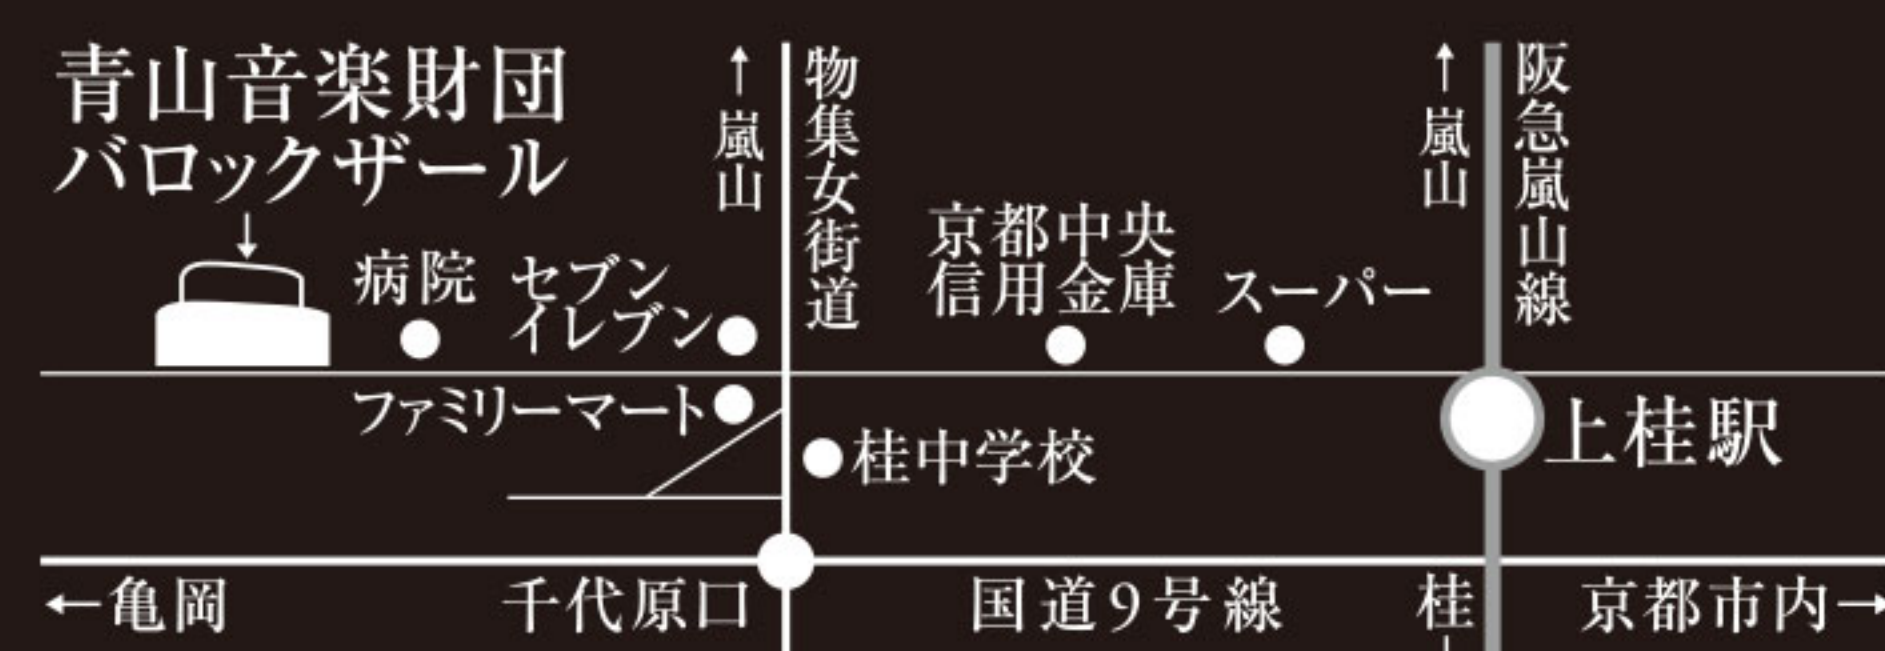 青山音楽財団
バロックザール
↓
病院
セブン
イレブン
ファミリーマート
↑嵐山
物集女街道
京都中央
信用金庫
スーパー
↑嵐山
阪急嵐山線
上桂駅
桂中学校
←亀岡
千代原口
国道9号線
桂
京都市内→